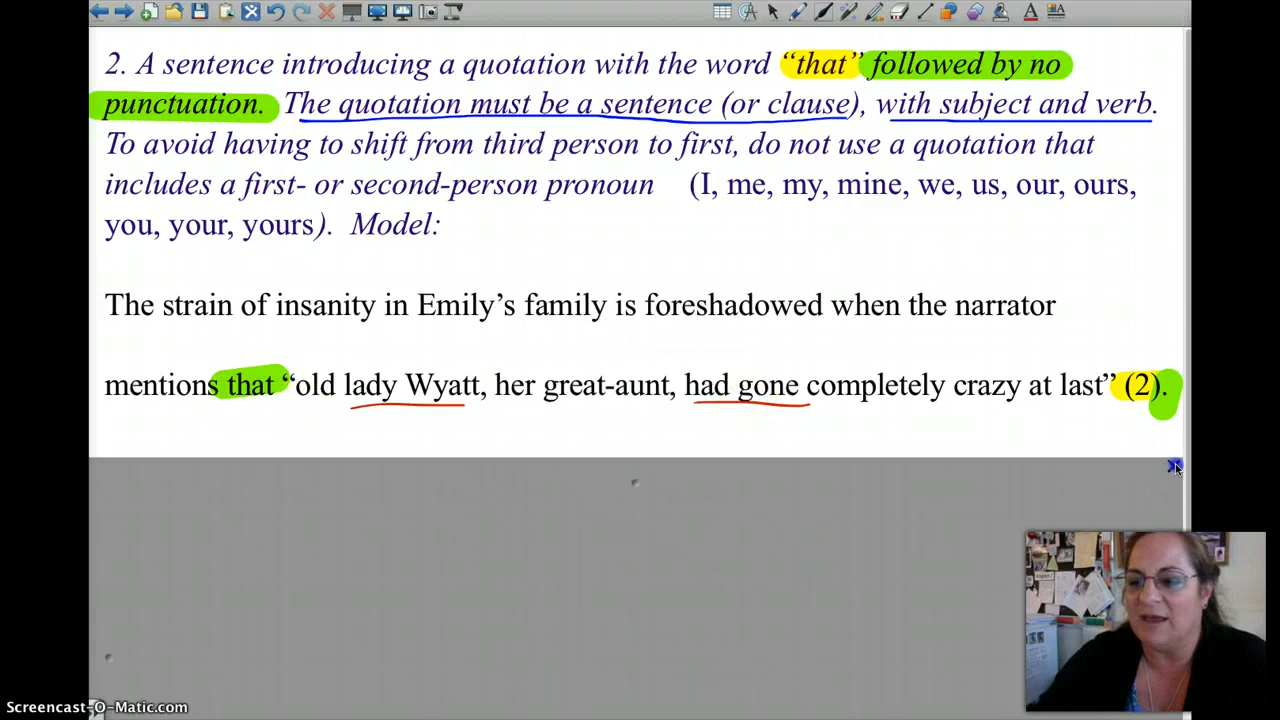 2. A sentence introducing a quotation with the word “that” followed by no
punctuation. The quotation must be a sentence (or clause), with subject and verb.
To avoid having to shift from third person to first, do not use a quotation that
includes a first- or second-person pronoun (I, me, my, mine, we, us, our, ours,
you, your, yours). Model:
The strain of insanity in Emily’s family is foreshadowed when the narrator
mentions that “old lady Wyatt, her great-aunt, had gone completely crazy at last” (2).
Screencast-O-Matic.com